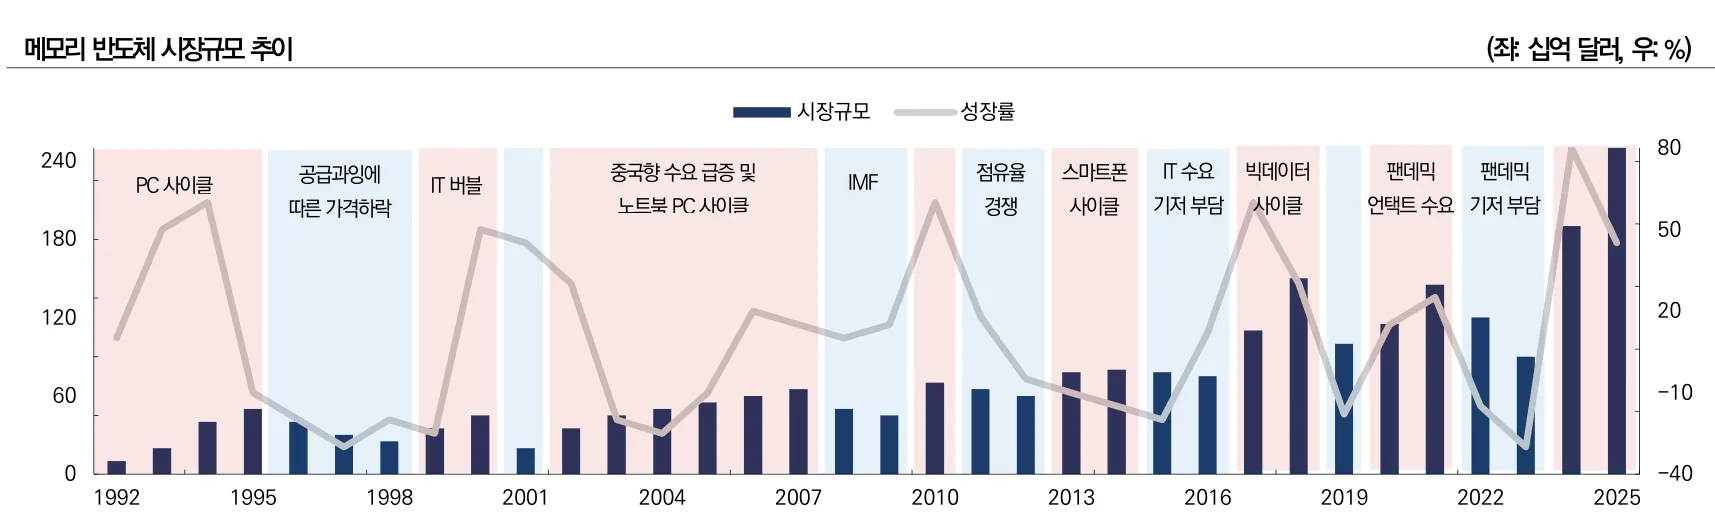 메모리 반도체 시장규모 추이
(좌: 십억 달러, 우: %)
시장규모
성장률
240
180
120
60
0
80
50
20
-10
-40
PC 사이클
공급과잉에
따른 가격하락
IT 버블
중국향 수요 급증 및
노트북 PC 사이클
IMF
점유율
경쟁
스마트폰
사이클
IT 수요
기저 부담
빅데이터
사이클
팬데믹
언택트 수요
팬데믹
기저 부담
1992
1995
1998
2001
2004
2007
2010
2013
2016
2019
2022
2025